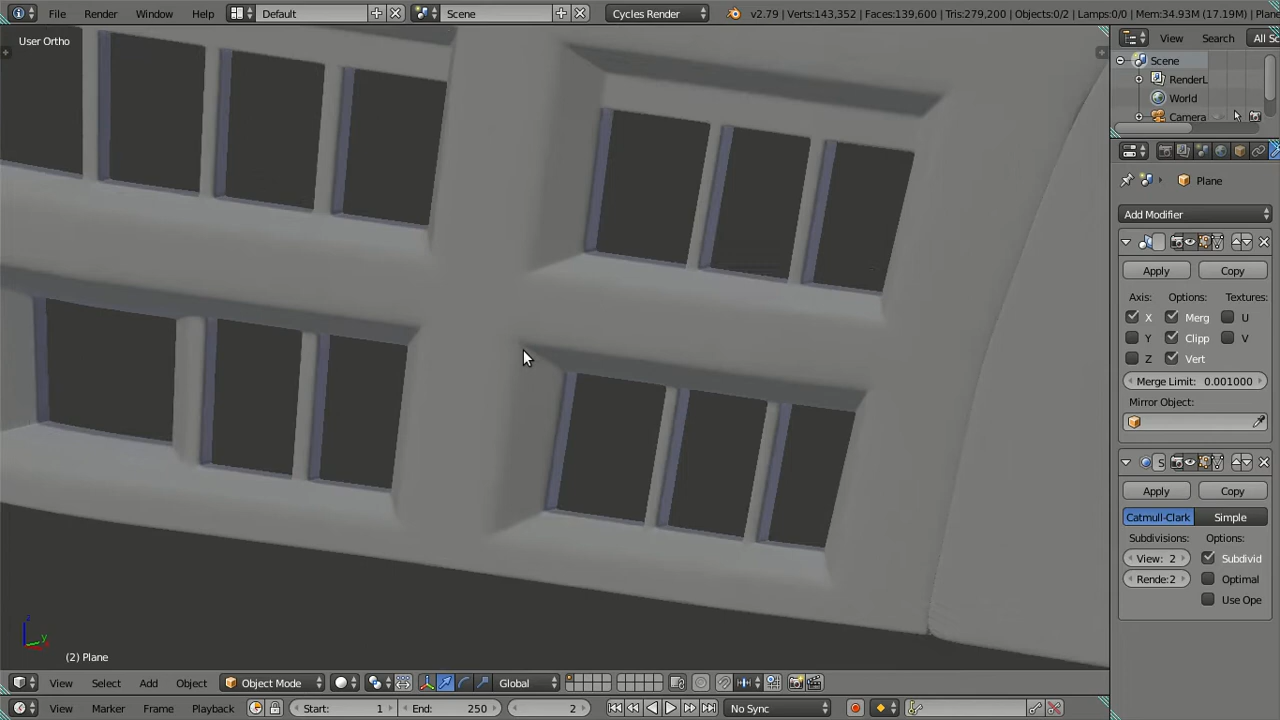 File Render Window Help Default Scene Cycles Render v2.79 | Verts:143,352 | Faces:139,600 | Tris:279,200 | Objects:0/2 | Lamps:0/0 | Mem:34.93M (17.19M) | Plane
User Ortho
View Search All Sc
Scene
RenderL
World
Camera
Plane
Add Modifier
Apply Copy
Axis: Options: Textures:
X Merg U
Y Clipp V
Z Vert
Merge Limit: 0.001000
Mirror Object:
S
Apply Copy
Catmull-Clark Simple
Subdivisions: Options:
View: 2 Subdivid
Rende:2 Optimal
Use Ope
z
y
(2) Plane
View Select Add Object Object Mode Global
View Marker Frame Playback Start: 1 End: 250 2 No Sync